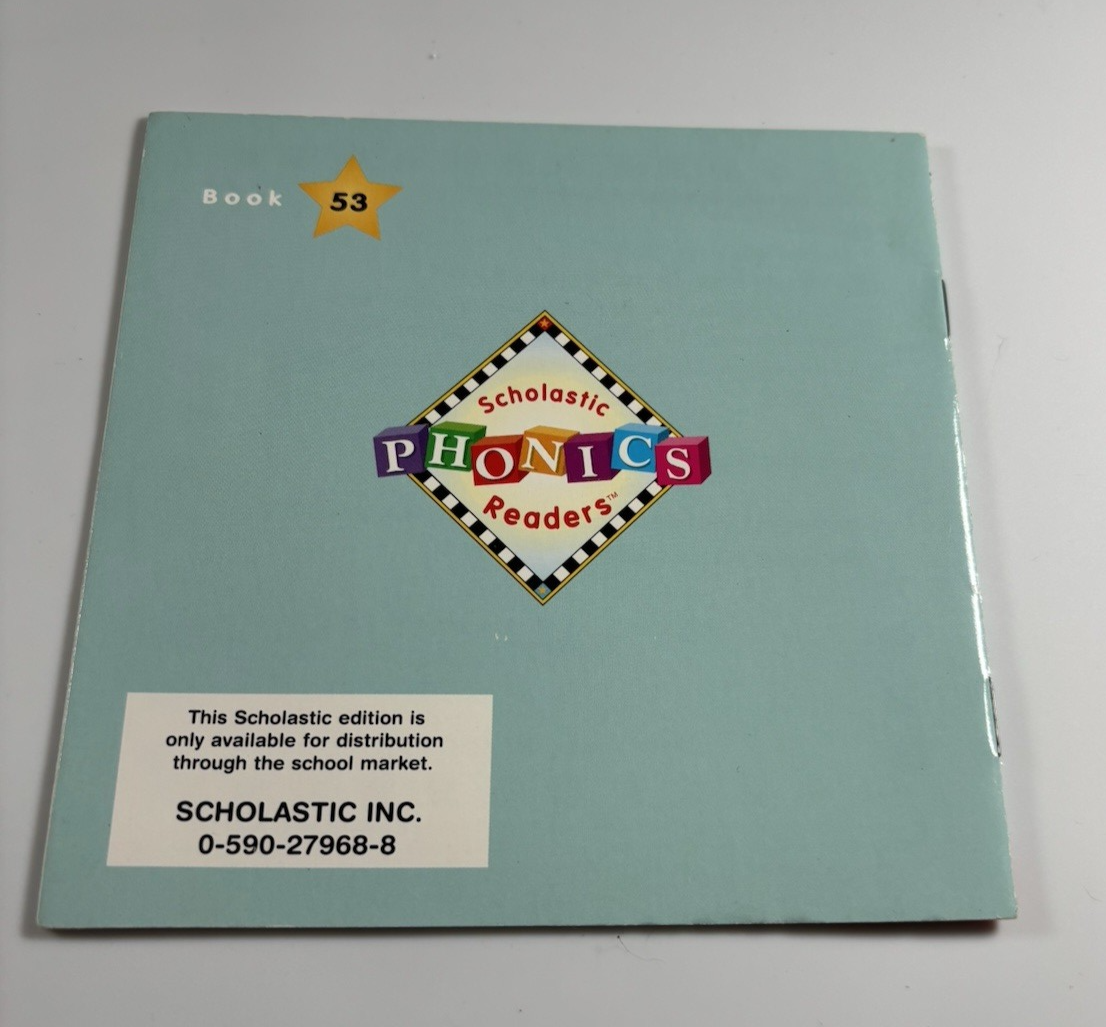 Book 53
Scholastic
PHONICS
Readers™
This Scholastic edition is
only available for distribution
through the school market.
SCHOLASTIC INC.
0-590-27968-8